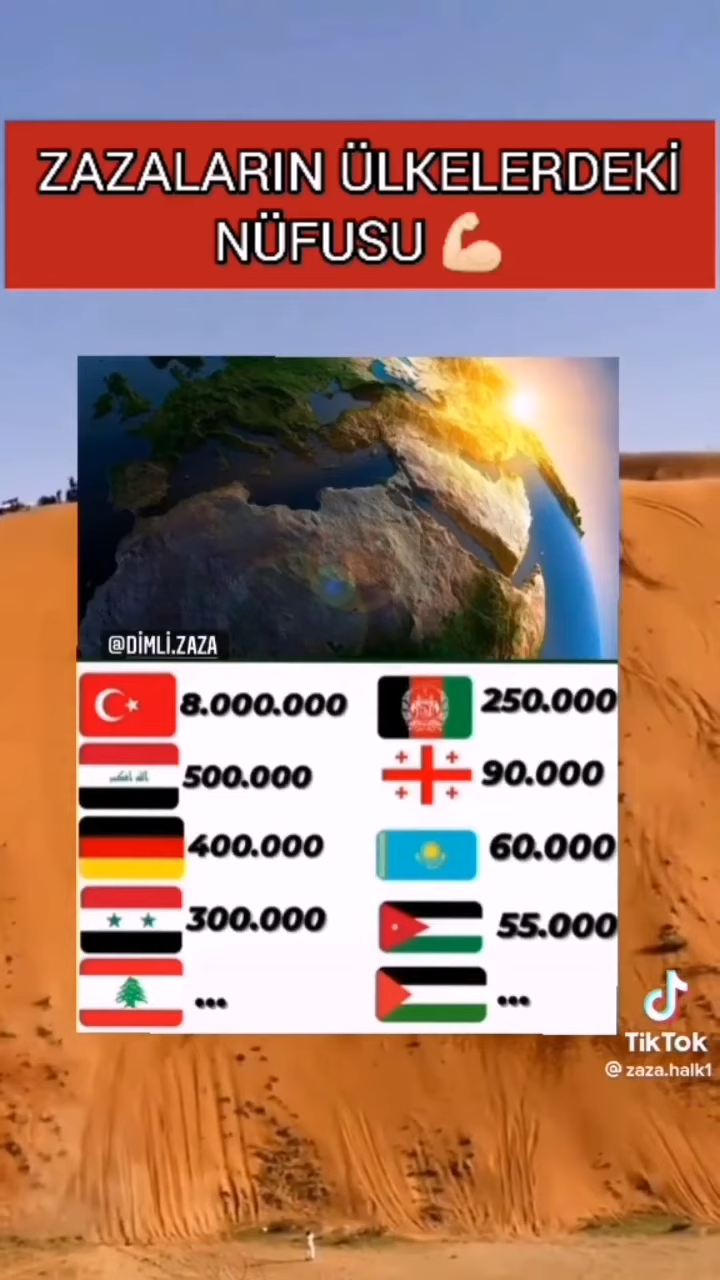 ZAZALARIN ÜLKELERDEKİ
NÜFUSU 💪🏻
@DİMLİ.ZAZA
8.000.000
250.000
500.000
90.000
400.000
60.000
300.000
55.000
...
...
TikTok
@ zaza.halk1